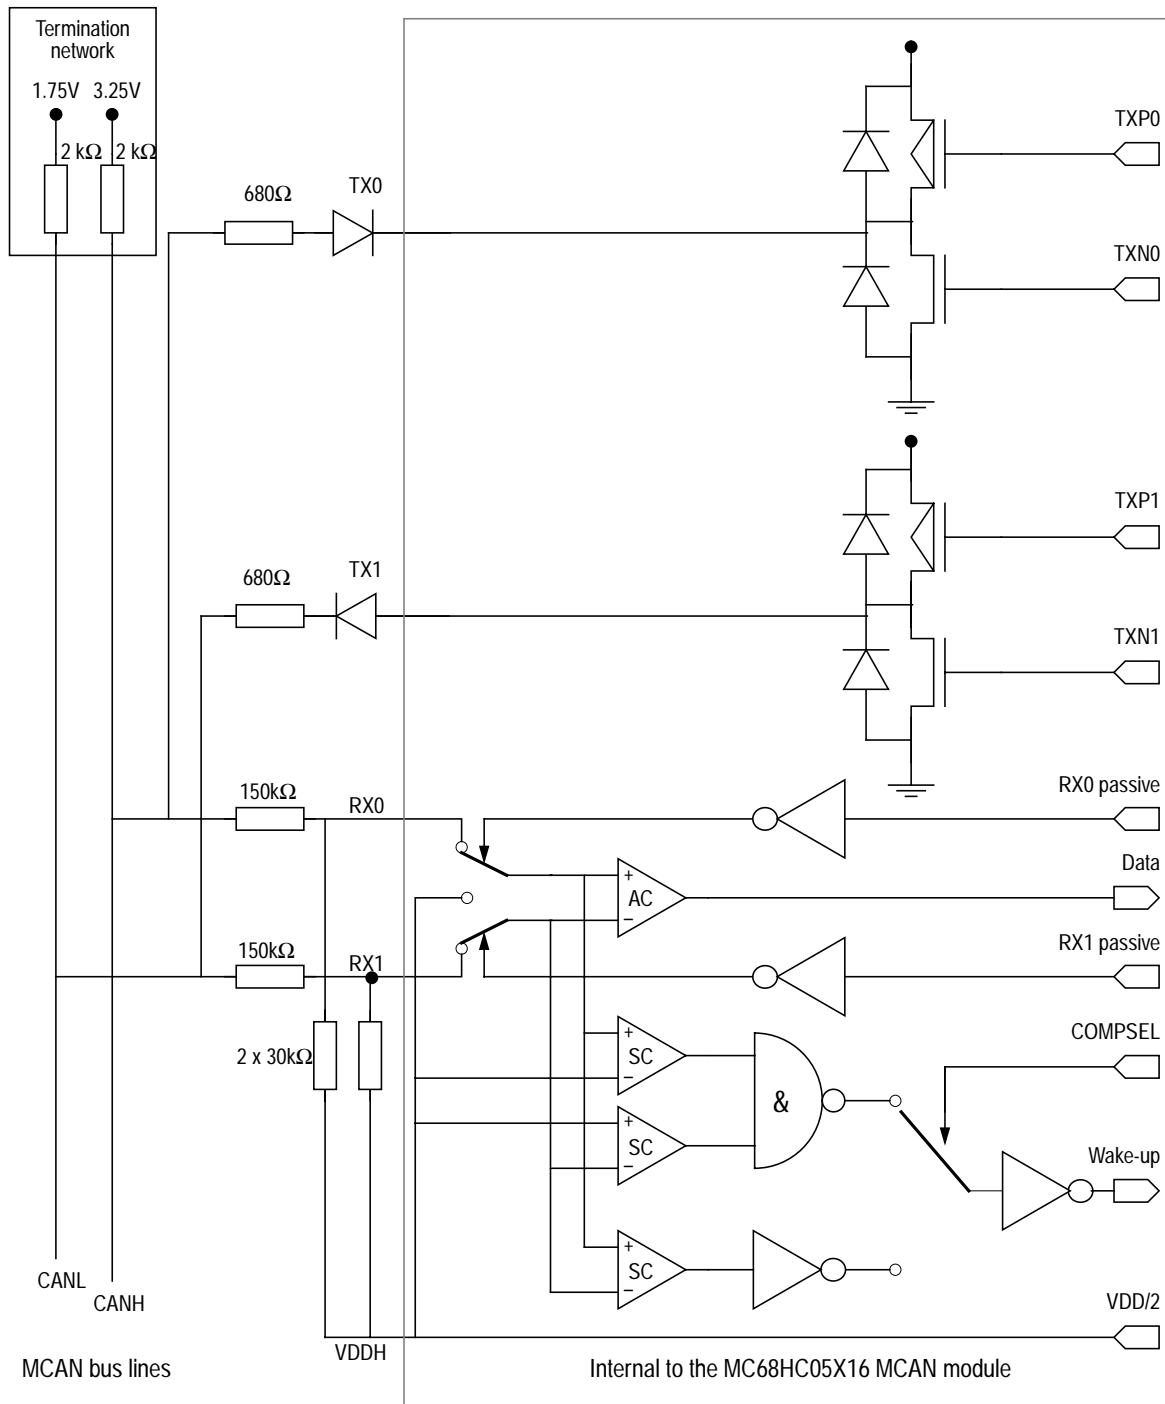 Termination
network
1.75V 3.25V
2 kΩ 2 kΩ
TXP0
680Ω TX0
TXN0
TXP1
680Ω TX1
TXN1
RX0 passive
150kΩ RX0
Data
+
AC
−
RX1 passive
150kΩ RX1
COMPSEL
+
SC
−
2 x 30kΩ
&
+
SC
−
Wake-up
+
SC
−
CANL
CANH
VDD/2
VDDH
MCAN bus lines
Internal to the MC68HC05X16 MCAN module